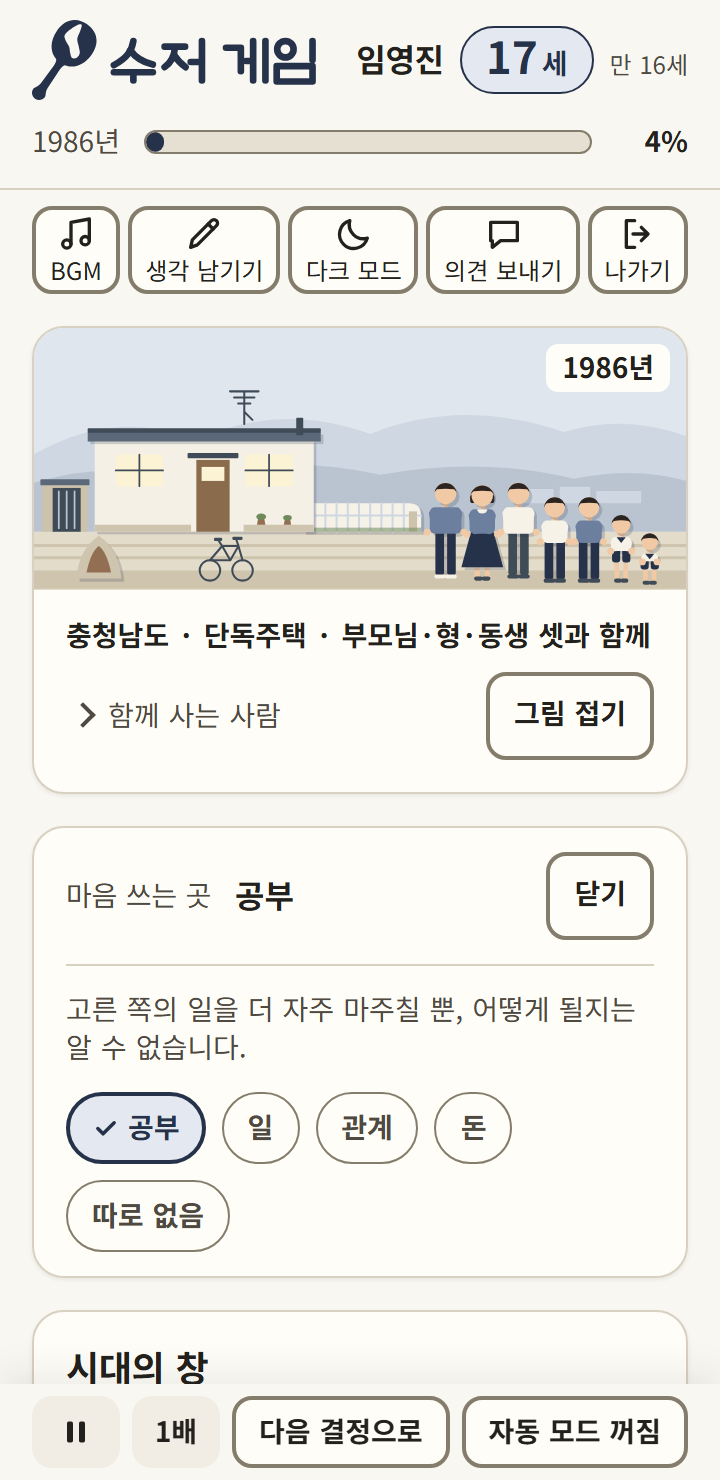 수저 게임 임영진 17세 만 16세
1986년 4%
BGM 생각 남기기 다크 모드 의견 보내기 나가기
1986년
충청남도 · 단독주택 · 부모님·형·동생 셋과 함께
함께 사는 사람 그림 접기
마음 쓰는 곳 공부 닫기
고른 쪽의 일을 더 자주 마주칠 뿐, 어떻게 될지는
알 수 없습니다.
공부 일 관계 돈
따로 없음
시대의 창
1배 다음 결정으로 자동 모드 꺼짐